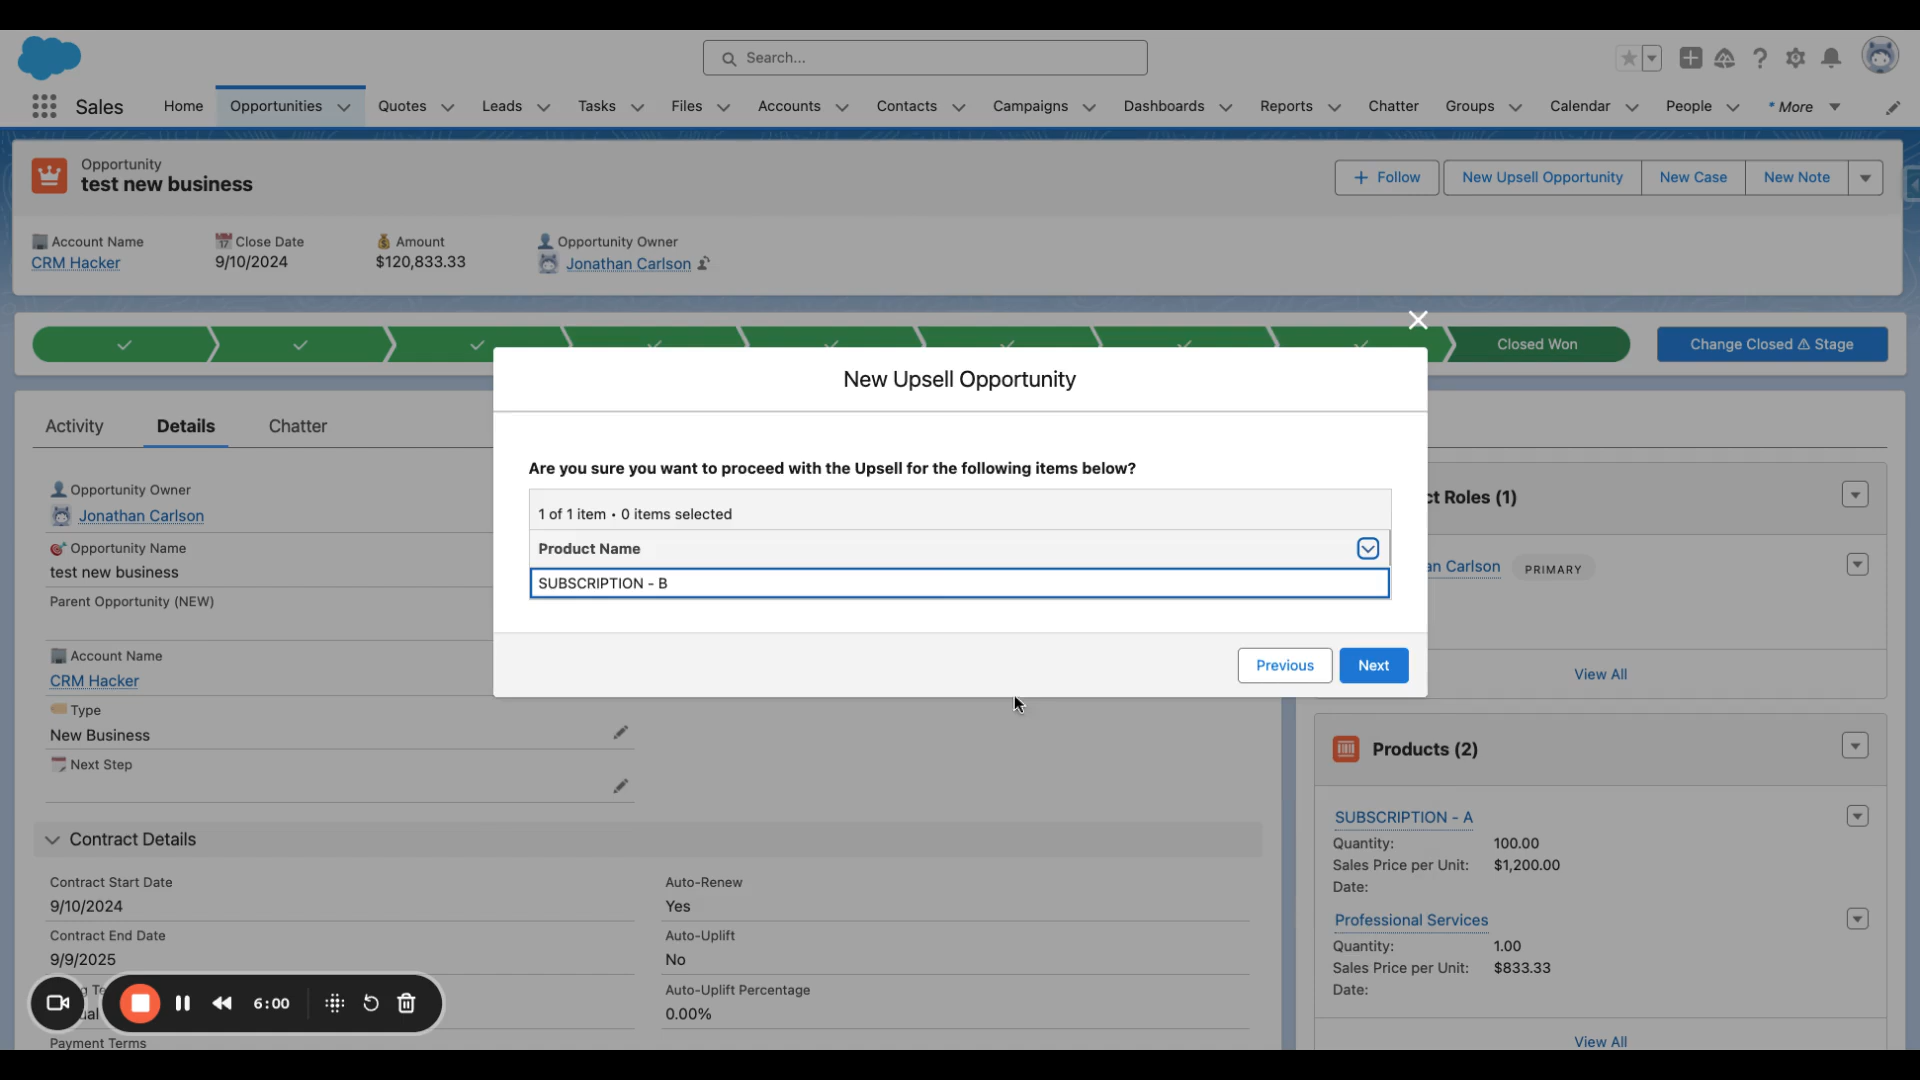 Search...
Sales
Home
Opportunities
Quotes
Leads
Tasks
Files
Accounts
Contacts
Campaigns
Dashboards
Reports
Chatter
Groups
Calendar
People
* More
Opportunity
test new business
Follow
New Upsell Opportunity
New Case
New Note
Account Name
CRM Hacker
Close Date
9/10/2024
Amount
$120,833.33
Opportunity Owner
Jonathan Carlson
Closed Won
Change Closed ⚠ Stage
New Upsell Opportunity
Are you sure you want to proceed with the Upsell for the following items below?
1 of 1 item • 0 items selected
Product Name
SUBSCRIPTION - B
Previous
Next
Activity
Details
Chatter
Opportunity Owner
Jonathan Carlson
Opportunity Name
test new business
Parent Opportunity (NEW)
Account Name
CRM Hacker
Type
New Business
Next Step
Contract Details
Contract Start Date
9/10/2024
Auto-Renew
Yes
Contract End Date
9/9/2025
Auto-Uplift
No
Auto-Uplift Percentage
0.00%
Payment Terms
6:00
ct Roles (1)
an Carlson
PRIMARY
View All
Products (2)
SUBSCRIPTION - A
Quantity: 100.00
Sales Price per Unit: $1,200.00
Date:
Professional Services
Quantity: 1.00
Sales Price per Unit: $833.33
Date:
View All